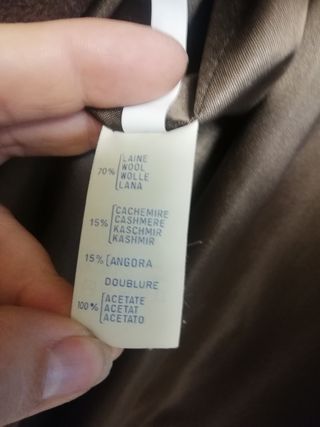 70% LAINE
WOOL
WOLLE
LANA
CACHEMIRE
15% CASHMERE
KASCHMIR
KASHMIR
15% ANGORA
DOUBLURE
ACETATE
100% ACETAT
ACETATO